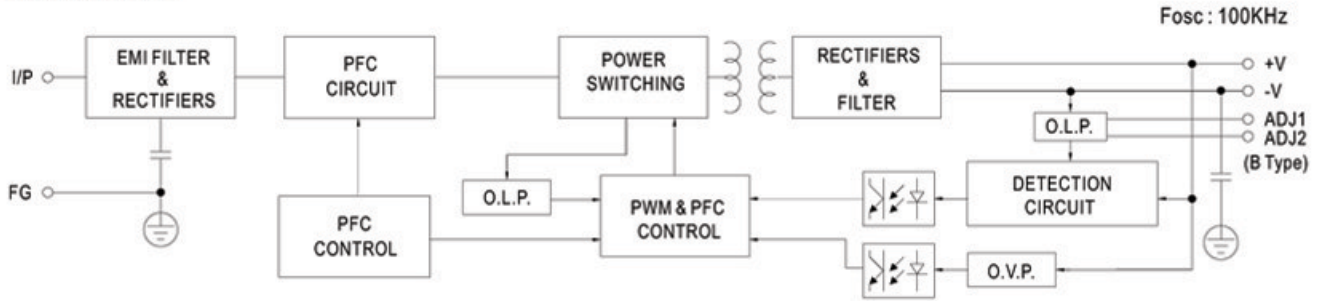 Fosc : 100KHz
I/P
EMI FILTER
&
RECTIFIERS
PFC
CIRCUIT
POWER
SWITCHING
RECTIFIERS
&
FILTER
+V
-V
O.L.P.
ADJ1
ADJ2
(B Type)
FG
O.L.P.
PFC
CONTROL
PWM & PFC
CONTROL
DETECTION
CIRCUIT
O.V.P.